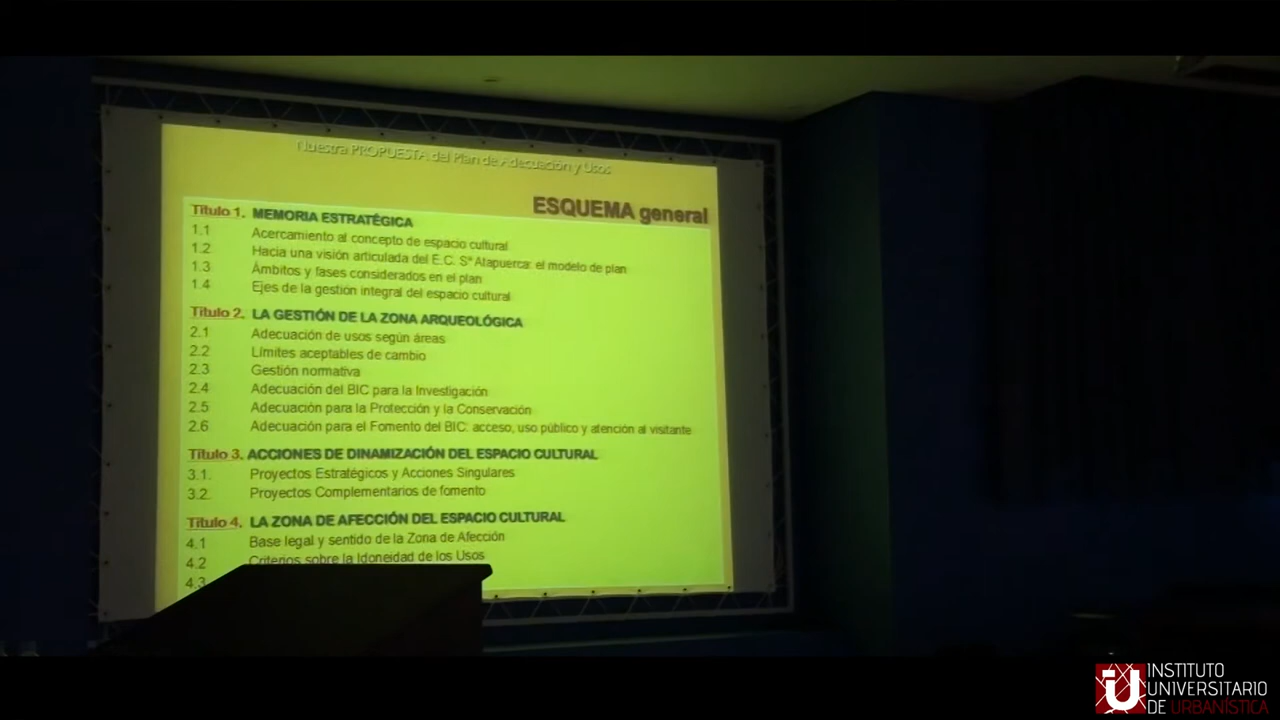 Nuestra PROPUESTA del Plan de Adecuación y Usos
ESQUEMA general
Título 1. MEMORIA ESTRATÉGICA
1.1 Acercamiento al concepto de espacio cultural
1.2 Hacia una visión articulada del E.C. Sª Atapuerca: el modelo de plan
1.3 Ámbitos y fases considerados en el plan
1.4 Ejes de la gestión integral del espacio cultural
Título 2. LA GESTIÓN DE LA ZONA ARQUEOLÓGICA
2.1 Adecuación de usos según áreas
2.2 Límites aceptables de cambio
2.3 Gestión normativa
2.4 Adecuación del BIC para la Investigación
2.5 Adecuación para la Protección y la Conservación
2.6 Adecuación para el Fomento del BIC: acceso, uso público y atención al visitante
Título 3. ACCIONES DE DINAMIZACIÓN DEL ESPACIO CULTURAL
3.1. Proyectos Estratégicos y Acciones Singulares
3.2. Proyectos Complementarios de fomento
Título 4. LA ZONA DE AFECCIÓN DEL ESPACIO CULTURAL
4.1 Base legal y sentido de la Zona de Afección
4.2 Criterios sobre la Idoneidad de los Usos
4.3
iU INSTITUTO
UNIVERSITARIO
DE URBANÍSTICA